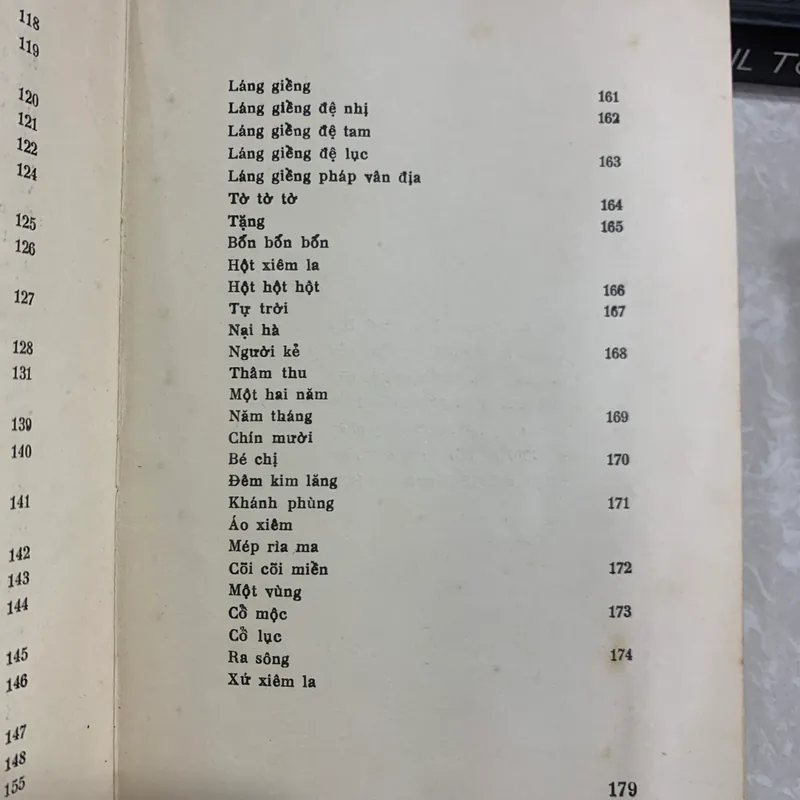 118
119
120
121
122
124
125
126
127
128
131
139
140
141
142
143
144
145
146
147
148
155
Láng giềng 161
Láng giềng đệ nhị 162
Láng giềng đệ tam
Láng giềng đệ lục 163
Láng giềng pháp vân địa
Tờ tờ tờ 164
Tặng 165
Bốn bốn bốn
Hột xiêm la
Hột hột hột 166
Tự trời 167
Nại hà
Người kẻ 168
Thâm thu
Một hai năm
Năm tháng 169
Chín mười
Bé chị 170
Đêm kim lăng
Khánh phùng 171
Áo xiêm
Mép rìa ma
Cõi cõi miền 172
Một vùng
Cỗ mộc 173
Cổ lục
Ra sông 174
Xứ xiêm la
179